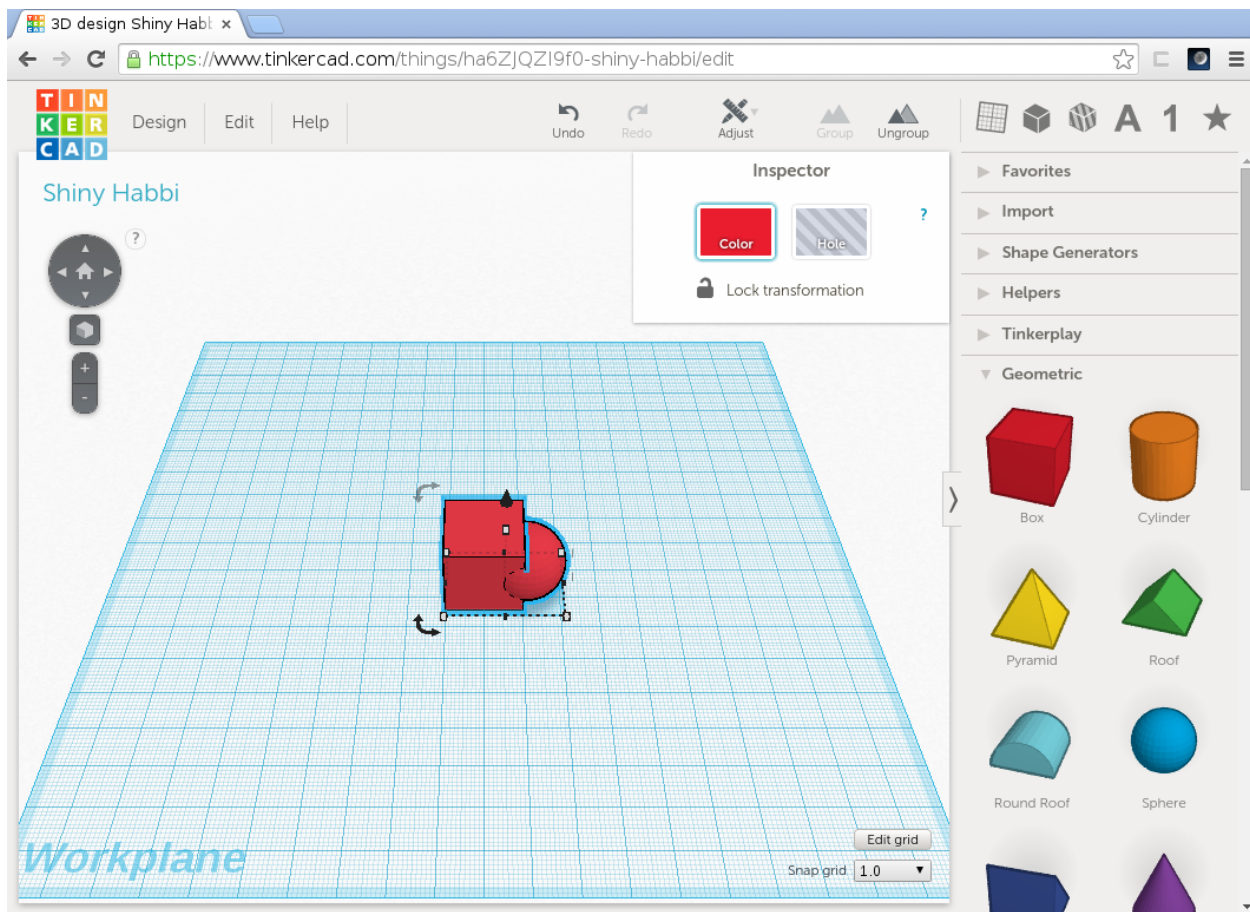 3D design Shiny Habb
https://www.tinkercad.com/things/ha6ZJQZI9f0-shiny-habbi/edit
TIN
KER
CAD
Design
Edit
Help
Undo
Redo
Adjust
Group
Ungroup
A
1
Shiny Habbi
?
Inspector
Color
Hole
?
Lock transformation
Favorites
Import
Shape Generators
Helpers
Tinkerplay
Geometric
Box
Cylinder
Pyramid
Roof
Round Roof
Sphere
+
-
Workplane
Edit grid
Snap grid 1.0